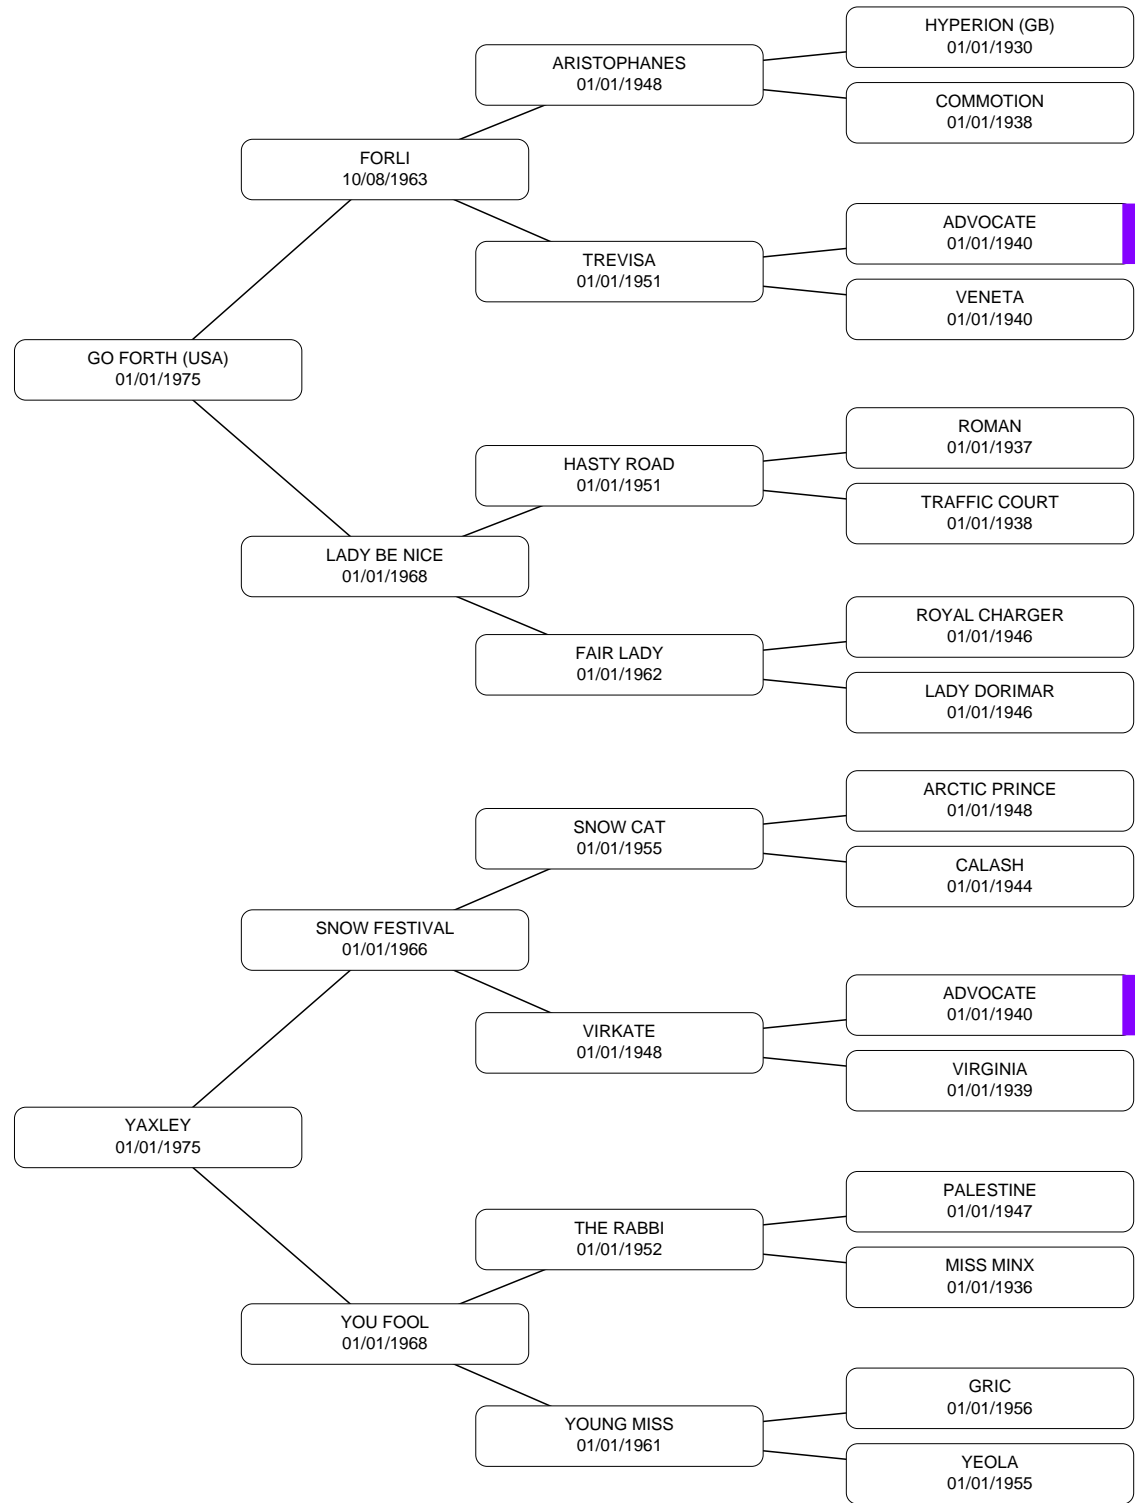 HYPERION (GB)
01/01/1930
ARISTOPHANES
01/01/1948
COMMOTION
01/01/1938
FORLI
10/08/1963
ADVOCATE
01/01/1940
TREVISA
01/01/1951
VENETA
01/01/1940
GO FORTH (USA)
01/01/1975
ROMAN
01/01/1937
HASTY ROAD
01/01/1951
TRAFFIC COURT
01/01/1938
LADY BE NICE
01/01/1968
ROYAL CHARGER
01/01/1946
FAIR LADY
01/01/1962
LADY DORIMAR
01/01/1946
ARCTIC PRINCE
01/01/1948
SNOW CAT
01/01/1955
CALASH
01/01/1944
SNOW FESTIVAL
01/01/1966
ADVOCATE
01/01/1940
VIRKATE
01/01/1948
VIRGINIA
01/01/1939
YAXLEY
01/01/1975
PALESTINE
01/01/1947
THE RABBI
01/01/1952
MISS MINX
01/01/1936
YOU FOOL
01/01/1968
GRIC
01/01/1956
YOUNG MISS
01/01/1961
YEOLA
01/01/1955